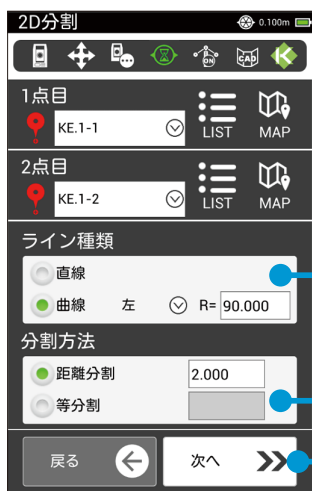 2D分割 0.100m
CAD
1点目
KE.1-1 LIST MAP
2点目
KE.1-2 LIST MAP
ライン種類
直線
曲線 左 R= 90.000
分割方法
距離分割 2.000
等分割
戻る 次へ